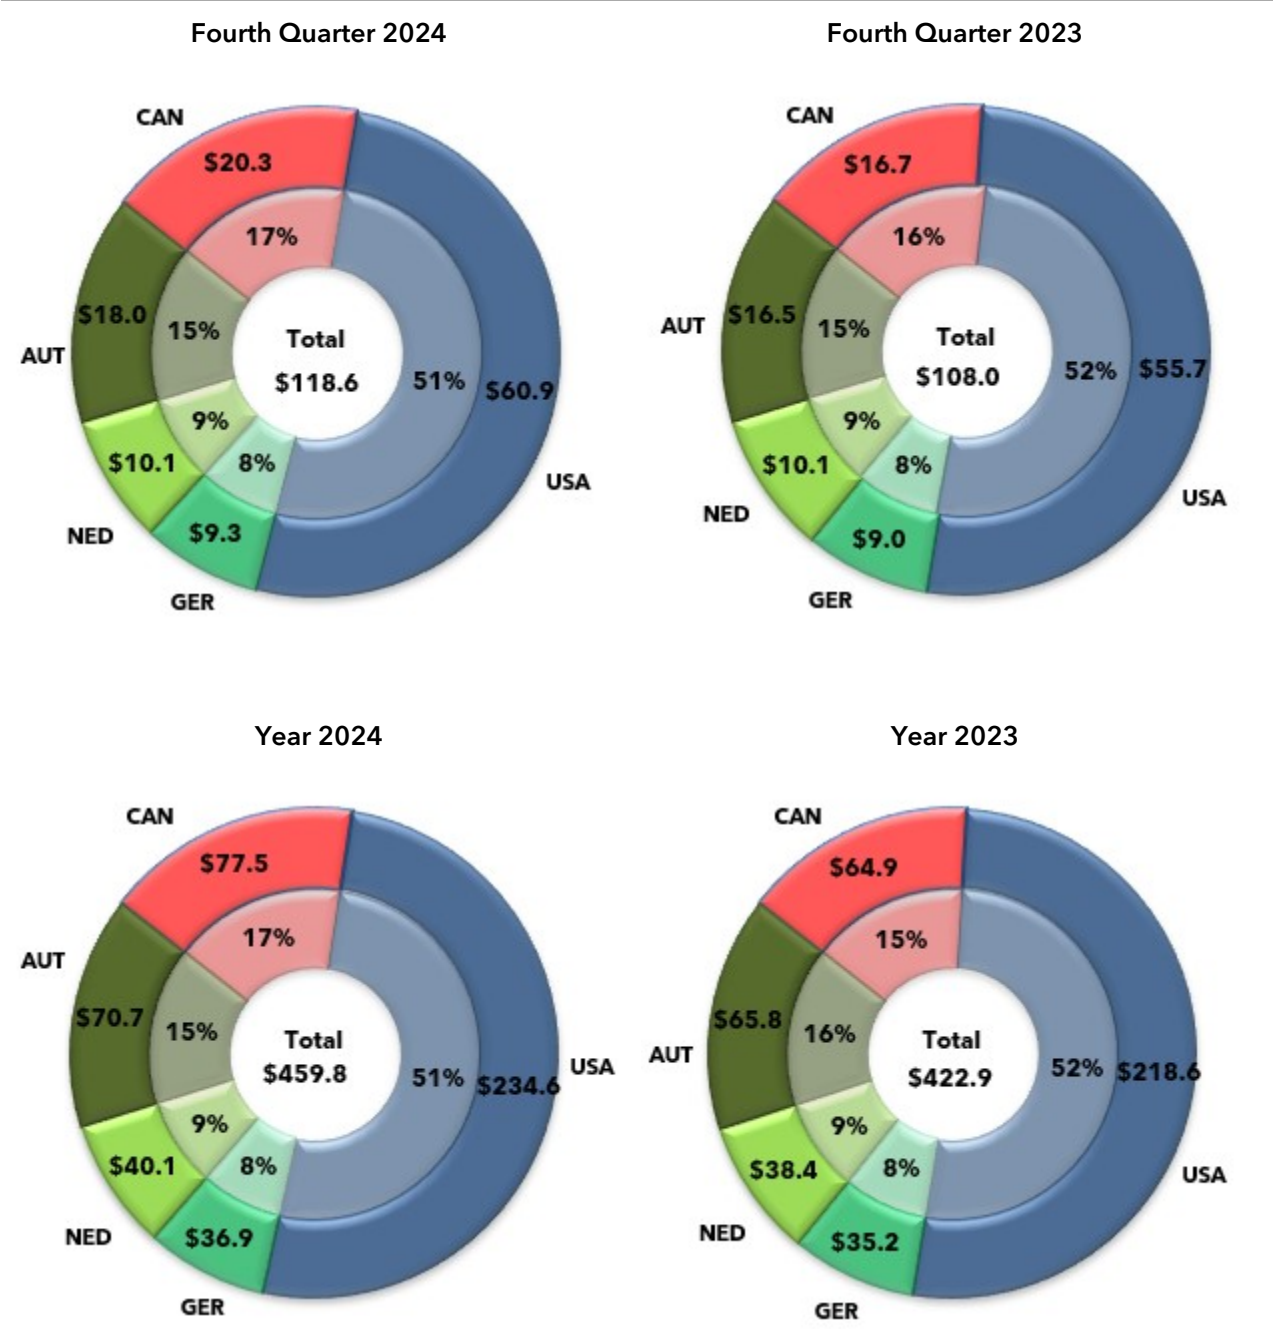 Fourth Quarter 2024
CAN
$20.3
17%
$18.0
15%
AUT
Total
$118.6
51%
$60.9
9%
$10.1
8%
USA
NED
$9.3
GER
Fourth Quarter 2023
CAN
$16.7
16%
$16.5
15%
AUT
Total
$108.0
52%
$55.7
9%
$10.1
8%
USA
NED
$9.0
GER
Year 2024
CAN
$77.5
17%
AUT
$70.7
15%
Total
$459.8
51%
$234.6
USA
9%
$40.1
8%
NED
$36.9
GER
Year 2023
CAN
$64.9
15%
$65.8
16%
AUT
Total
$422.9
52%
$218.6
9%
$38.4
8%
USA
NED
$35.2
GER